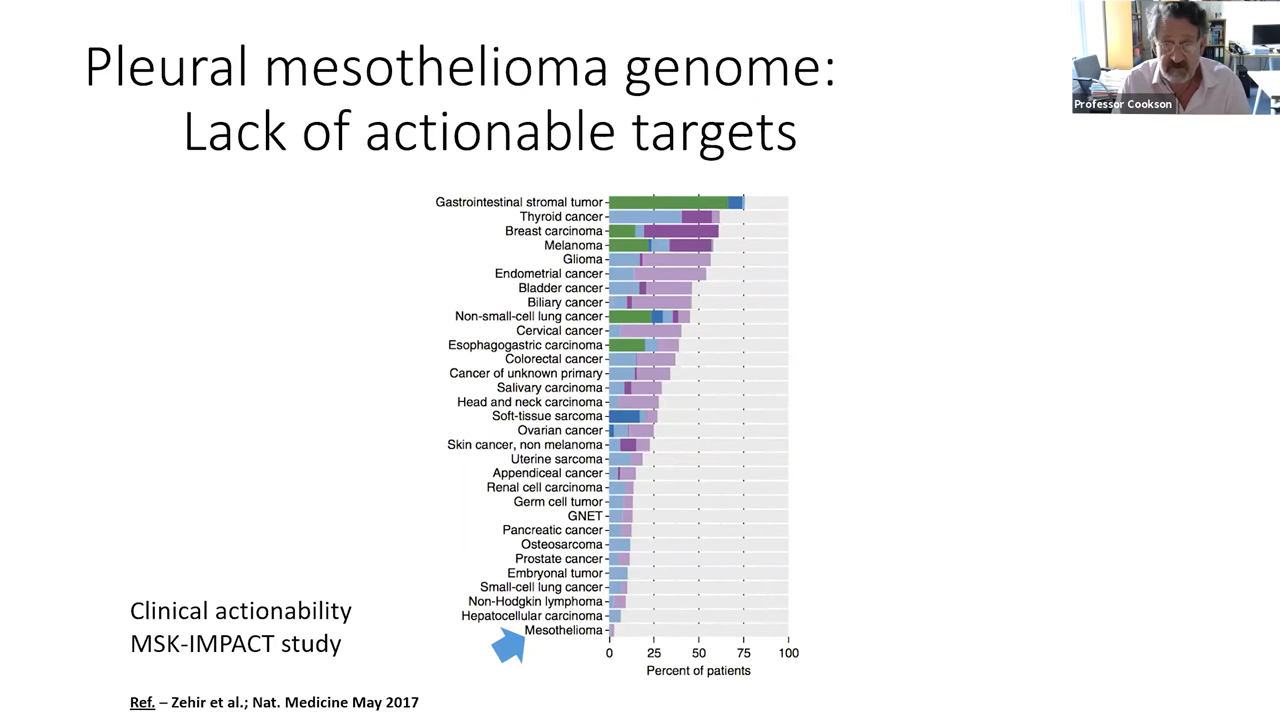 Pleural mesothelioma genome:
Lack of actionable targets
Professor Cookson
Gastrointestinal stromal tumor
Thyroid cancer
Breast carcinoma
Melanoma
Glioma
Endometrial cancer
Bladder cancer
Biliary cancer
Non-small-cell lung cancer
Cervical cancer
Esophagogastric carcinoma
Colorectal cancer
Cancer of unknown primary
Salivary carcinoma
Head and neck carcinoma
Soft-tissue sarcoma
Ovarian cancer
Skin cancer, non melanoma
Uterine sarcoma
Appendiceal cancer
Renal cell carcinoma
Germ cell tumor
GNET
Pancreatic cancer
Osteosarcoma
Prostate cancer
Embryonal tumor
Small-cell lung cancer
Non-Hodgkin lymphoma
Hepatocellular carcinoma
Mesothelioma
0 25 50 75 100
Percent of patients
Clinical actionability
MSK-IMPACT study
Ref. – Zehir et al.; Nat. Medicine May 2017